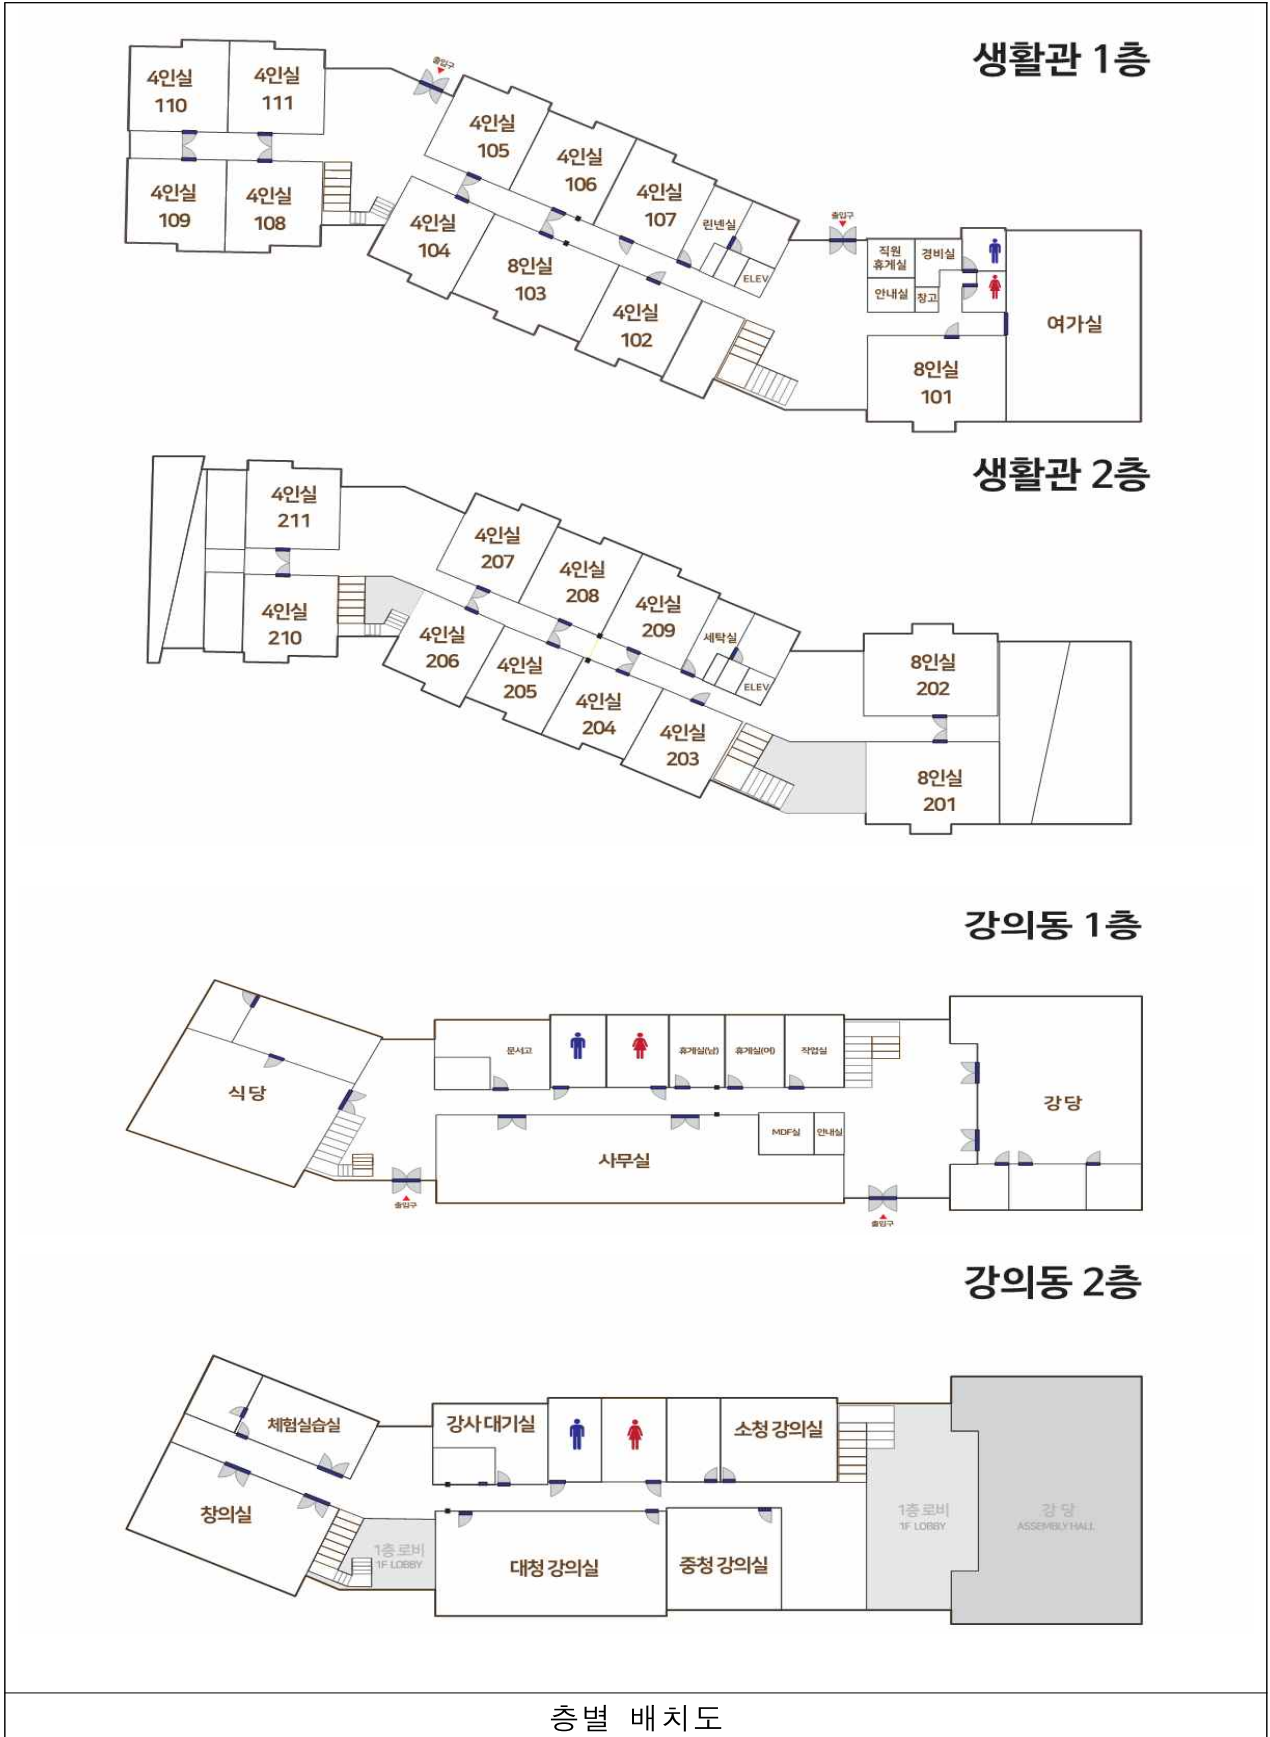 생활관 1층
출입구
4인실
110
4인실
111
4인실
109
4인실
108
4인실
105
4인실
106
4인실
107
린넨실
ELEV
4인실
104
8인실
103
4인실
102
출입구
직원
휴게실
경비실
안내실
창고
여가실
8인실
101
생활관 2층
4인실
211
4인실
210
4인실
207
4인실
208
4인실
209
세탁실
ELEV
4인실
206
4인실
205
4인실
204
4인실
203
8인실
202
8인실
201
강의동 1층
식당
문서고
휴게실(남)
휴게실(여)
작업실
강당
사무실
MDF실
안내실
출입구
출입구
강의동 2층
체험실습실
강사 대기실
소청 강의실
창의실
1층 로비
1F LOBBY
대청 강의실
중청 강의실
1층 로비
1F LOBBY
강 당
ASSEMBLY HALL
층별 배치도